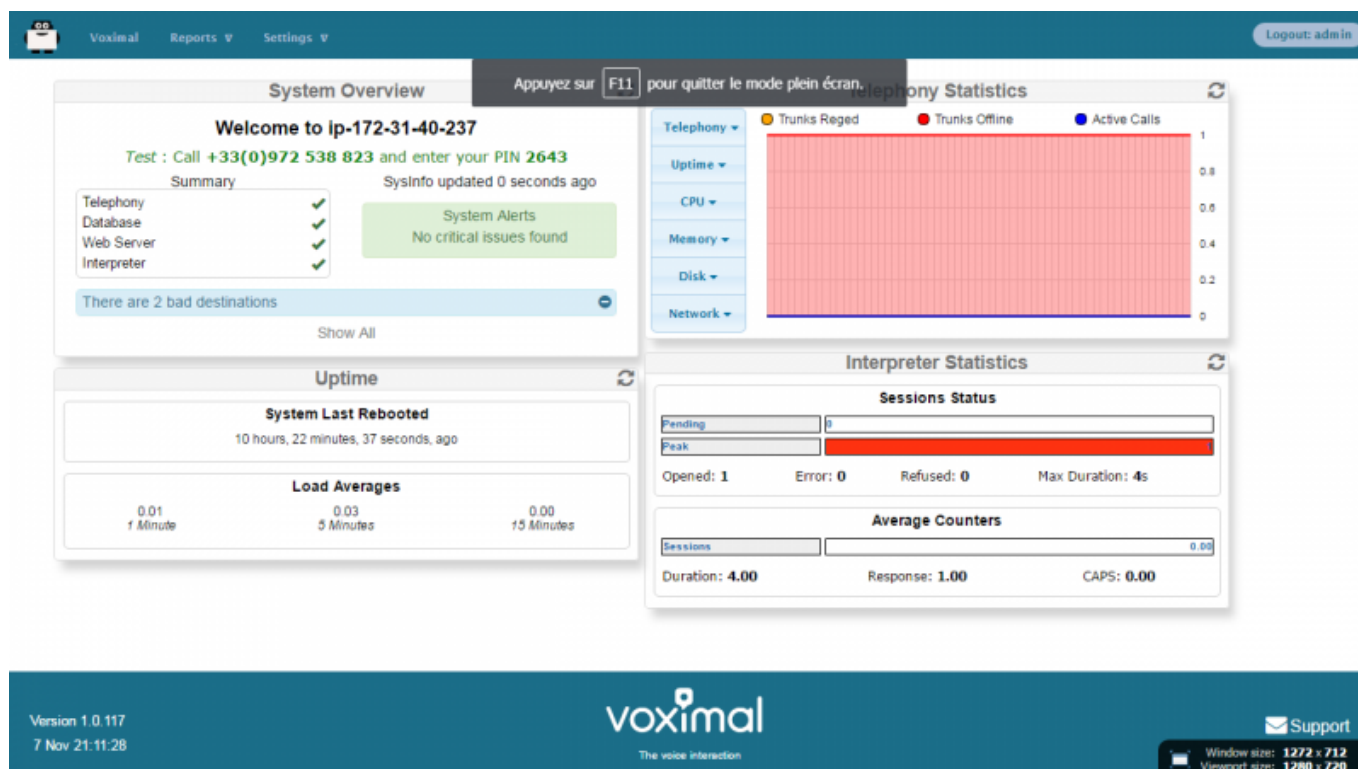 Voximal Reports Settings Logout: admin
Appuyez sur F11 pour quitter le mode plein écran.
System Overview
Welcome to ip-172-31-40-237
Test : Call +33(0)972 538 823 and enter your PIN 2643
Summary
Telephony
Database
Web Server
Interpreter
SysInfo updated 0 seconds ago
System Alerts
No critical issues found
There are 2 bad destinations
Show All
Uptime
System Last Rebooted
10 hours, 22 minutes, 37 seconds, ago
Load Averages
0.01 0.03 0.00
1 Minute 5 Minutes 15 Minutes
Telephony Statistics
Telephony
Uptime
CPU
Memory
Disk
Network
Trunks Reged Trunks Offline Active Calls
1
0.8
0.6
0.4
0.2
0
Interpreter Statistics
Sessions Status
Pending 0
Peak 1
Opened: 1 Error: 0 Refused: 0 Max Duration: 4s
Average Counters
Sessions 0.00
Duration: 4.00 Response: 1.00 CAPS: 0.00
Version 1.0.117
7 Nov 21:11:28
voximal
The voice interaction
Support
Window size: 1272 x 712
Viewport size: 1280 x 720